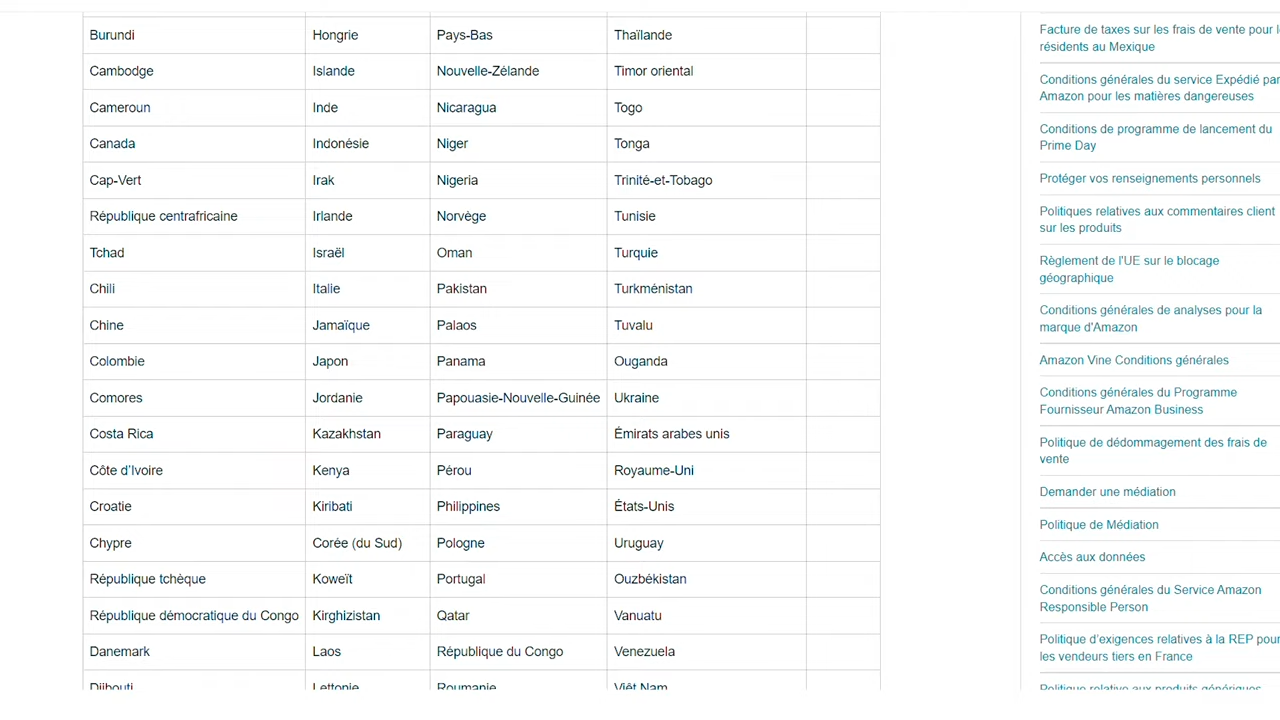 Burundi Hongrie Pays-Bas Thaïlande
Cambodge Islande Nouvelle-Zélande Timor oriental
Cameroun Inde Nicaragua Togo
Canada Indonésie Niger Tonga
Cap-Vert Irak Nigeria Trinité-et-Tobago
République centrafricaine Irlande Norvège Tunisie
Tchad Israël Oman Turquie
Chili Italie Pakistan Turkménistan
Chine Jamaïque Palaos Tuvalu
Colombie Japon Panama Ouganda
Comores Jordanie Papouasie-Nouvelle-Guinée Ukraine
Costa Rica Kazakhstan Paraguay Émirats arabes unis
Côte d'Ivoire Kenya Pérou Royaume-Uni
Croatie Kiribati Philippines États-Unis
Chypre Corée (du Sud) Pologne Uruguay
République tchèque Koweït Portugal Ouzbékistan
République démocratique du Congo Kirghizistan Qatar Vanuatu
Danemark Laos République du Congo Venezuela
Djibouti Lettonie Roumanie Viêt Nam
Facture de taxes sur les frais de vente pour
résidents au Mexique
Conditions générales du service Expédié par
Amazon pour les matières dangereuses
Conditions de programme de lancement du
Prime Day
Protéger vos renseignements personnels
Politiques relatives aux commentaires client
sur les produits
Règlement de l'UE sur le blocage
géographique
Conditions générales de analyses pour la
marque d'Amazon
Amazon Vine Conditions générales
Conditions générales du Programme
Fournisseur Amazon Business
Politique de dédommagement des frais de
vente
Demander une médiation
Politique de Médiation
Accès aux données
Conditions générales du Service Amazon
Responsible Person
Politique d'exigences relatives à la REP pour
les vendeurs tiers en France
Politique relative aux produits génériques